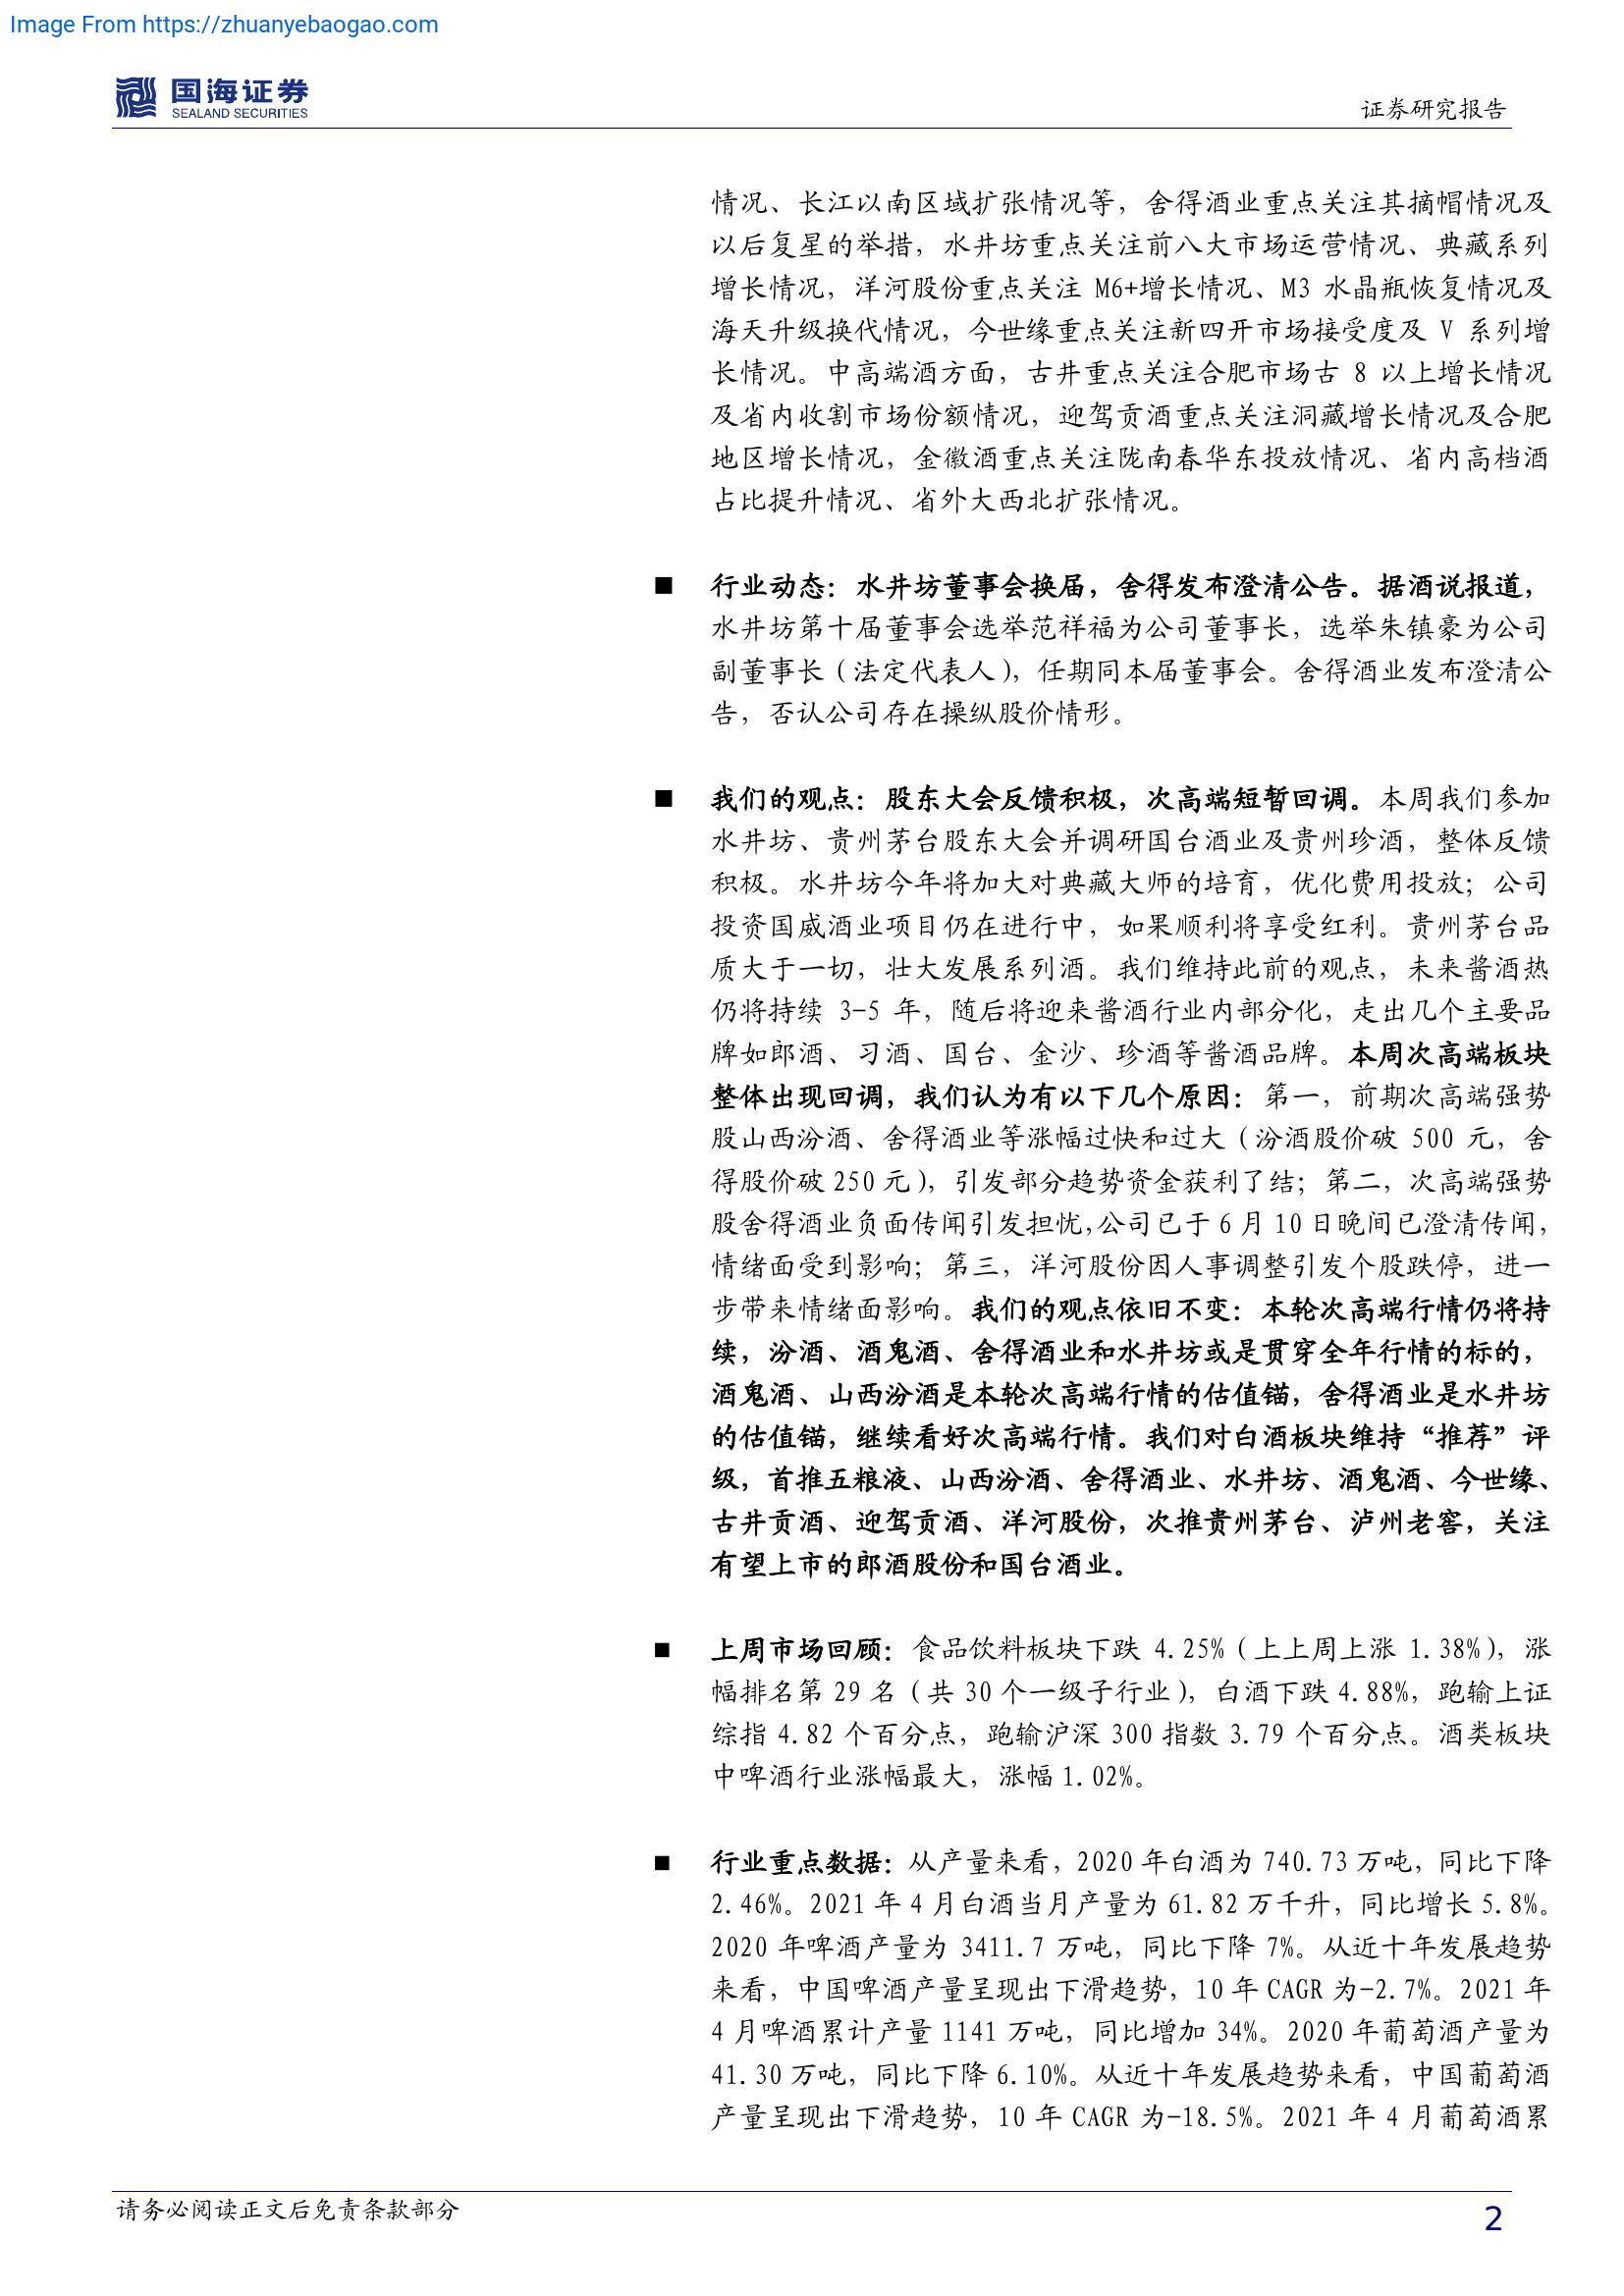 Image From https://zhuanyebaogao.com
国海证券
SEALAND SECURITIES
证券研究报告
情况、长江以南区域扩张情况等，舍得酒业重点关注其摘帽情况及
以后复星的举措，水井坊重点关注前八大市场运营情况、典藏系列
增长情况，洋河股份重点关注 M6+增长情况、M3 水晶瓶恢复情况及
海天升级换代情况，今世缘重点关注新四开市场接受度及 V 系列增
长情况。中高端酒方面，古井重点关注合肥市场古 8 以上增长情况
及省内收割市场份额情况，迎驾贡酒重点关注洞藏增长情况及合肥
地区增长情况，金徽酒重点关注陇南春华东投放情况、省内高档酒
占比提升情况、省外大西北扩张情况。
■ 行业动态：水井坊董事会换届，舍得发布澄清公告。据酒说报道，
水井坊第十届董事会选举范祥福为公司董事长，选举朱镇豪为公司
副董事长（法定代表人），任期同本届董事会。舍得酒业发布澄清公
告，否认公司存在操纵股价情形。
■ 我们的观点：股东大会反馈积极，次高端短暂回调。本周我们参加
水井坊、贵州茅台股东大会并调研国台酒业及贵州珍酒，整体反馈
积极。水井坊今年将加大对典藏大师的培育，优化费用投放；公司
投资国威酒业项目仍在进行中，如果顺利将享受红利。贵州茅台品
质大于一切，壮大发展系列酒。我们维持此前的观点，未来酱酒热
仍将持续 3-5 年，随后将迎来酱酒行业内部分化，走出几个主要品
牌如郎酒、习酒、国台、金沙、珍酒等酱酒品牌。本周次高端板块
整体出现回调，我们认为有以下几个原因：第一，前期次高端强势
股山西汾酒、舍得酒业等涨幅过快和过大（汾酒股价破 500 元，舍
得股价破 250 元），引发部分趋势资金获利了结；第二，次高端强势
股舍得酒业负面传闻引发担忧,公司已于 6 月 10 日晚间已澄清传闻，
情绪面受到影响；第三，洋河股份因人事调整引发个股跌停，进一
步带来情绪面影响。我们的观点依旧不变：本轮次高端行情仍将持
续，汾酒、酒鬼酒、舍得酒业和水井坊或是贯穿全年行情的标的，
酒鬼酒、山西汾酒是本轮次高端行情的估值锚，舍得酒业是水井坊
的估值锚，继续看好次高端行情。我们对白酒板块维持“推荐”评
级，首推五粮液、山西汾酒、舍得酒业、水井坊、酒鬼酒、今世缘、
古井贡酒、迎驾贡酒、洋河股份，次推贵州茅台、泸州老窖，关注
有望上市的郎酒股份和国台酒业。
■ 上周市场回顾：食品饮料板块下跌 4.25%（上上周上涨 1.38%），涨
幅排名第 29 名（共 30 个一级子行业），白酒下跌 4.88%，跑输上证
综指 4.82 个百分点，跑输沪深 300 指数 3.79 个百分点。酒类板块
中啤酒行业涨幅最大，涨幅 1.02%。
■ 行业重点数据：从产量来看，2020 年白酒为 740.73 万吨，同比下降
2.46%。2021 年 4 月白酒当月产量为 61.82 万千升，同比增长 5.8%。
2020 年啤酒产量为 3411.7 万吨，同比下降 7%。从近十年发展趋势
来看，中国啤酒产量呈现出下滑趋势，10 年 CAGR 为-2.7%。2021 年
4 月啤酒累计产量 1141 万吨，同比增加 34%。2020 年葡萄酒产量为
41.30 万吨，同比下降 6.10%。从近十年发展趋势来看，中国葡萄酒
产量呈现出下滑趋势，10 年 CAGR 为-18.5%。2021 年 4 月葡萄酒累
请务必阅读正文后免责条款部分
2